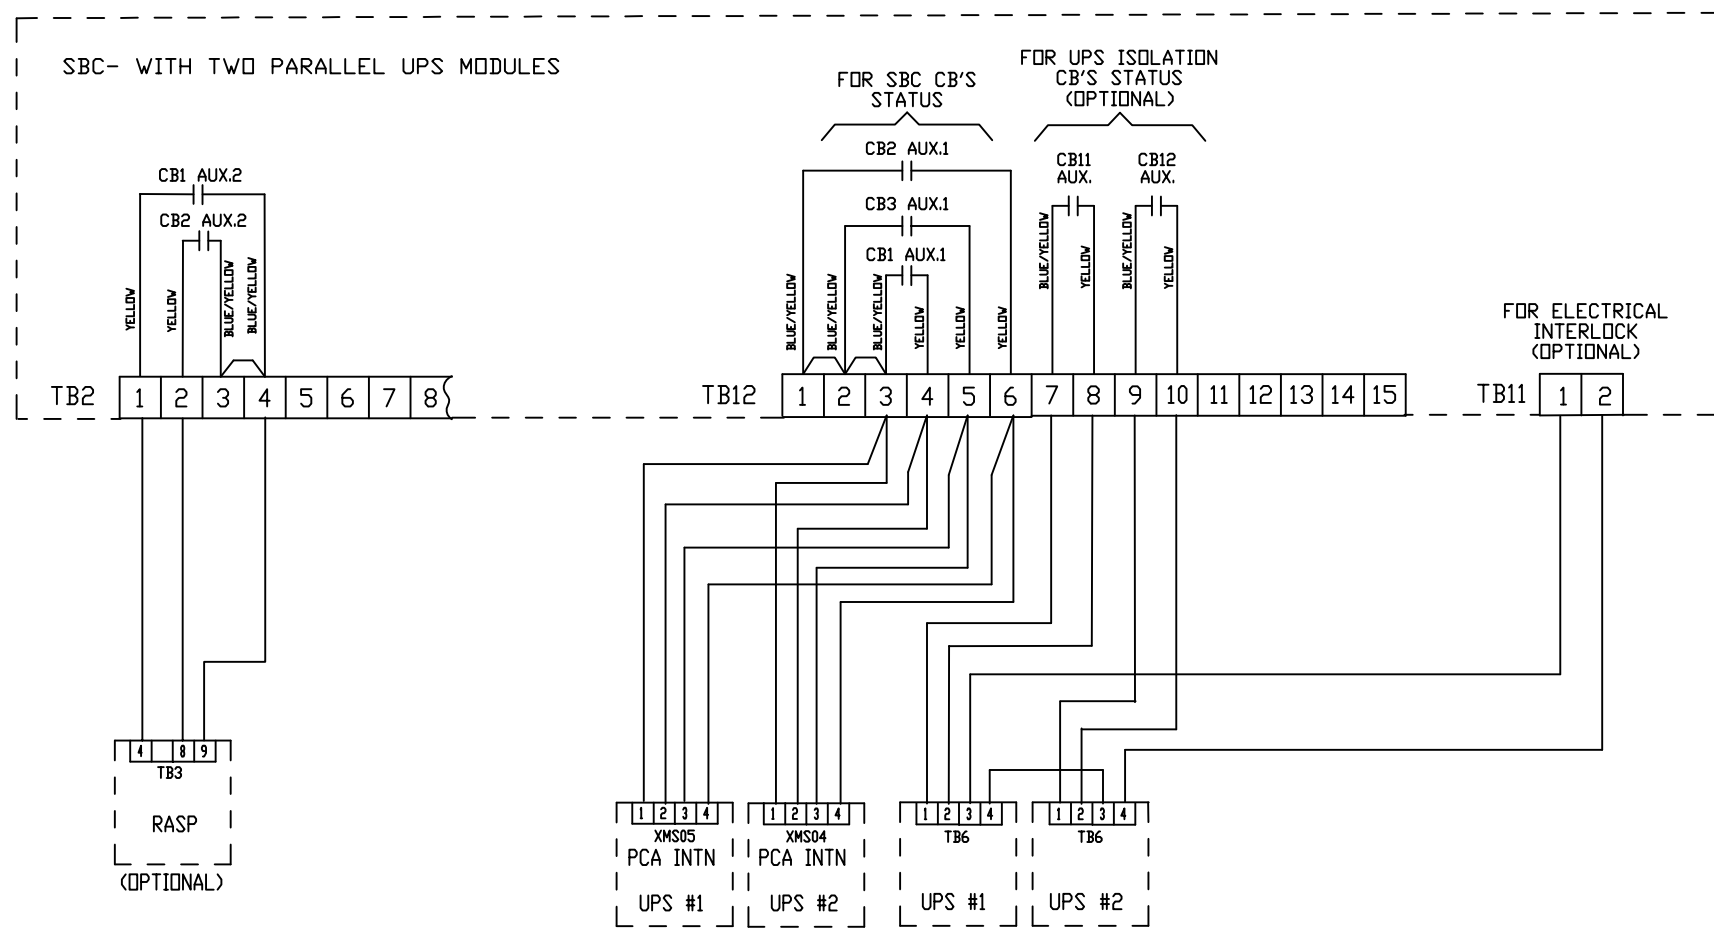 SBC- WITH TWO PARALLEL UPS MODULES
FOR SBC CB'S
STATUS
FOR UPS ISOLATION
CB'S STATUS
(OPTIONAL)
CB1 AUX.2
CB2 AUX.2
CB2 AUX.1
CB3 AUX.1
CB1 AUX.1
CB11
AUX.
CB12
AUX.
YELLOW
YELLOW
BLUE/YELLOW
BLUE/YELLOW
BLUE/YELLOW
BLUE/YELLOW
BLUE/YELLOW
YELLOW
YELLOW
YELLOW
BLUE/YELLOW
YELLOW
BLUE/YELLOW
YELLOW
FOR ELECTRICAL
INTERLOCK
(OPTIONAL)
TB2 1 2 3 4 5 6 7 8
TB12 1 2 3 4 5 6 7 8 9 10 11 12 13 14 15
TB11 1 2
4 8 9
TB3
RASP
(OPTIONAL)
1 2 3 4
XMS05
PCA INTN
UPS #1
1 2 3 4
XMS04
PCA INTN
UPS #2
1 2 3 4
TB6
UPS #1
1 2 3 4
TB6
UPS #2